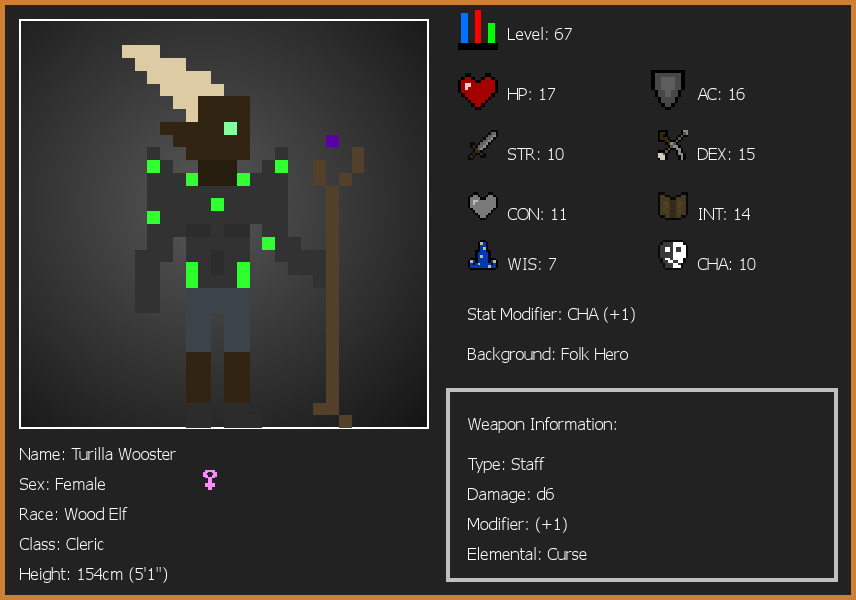 Level: 67
HP: 17
AC: 16
STR: 10
DEX: 15
CON: 11
INT: 14
WIS: 7
CHA: 10
Stat Modifier: CHA (+1)
Background: Folk Hero
Weapon Information:
Type: Staff
Damage: d6
Modifier: (+1)
Elemental: Curse
Name: Turilla Wooster
Sex: Female
Race: Wood Elf
Class: Cleric
Height: 154cm (5'1")